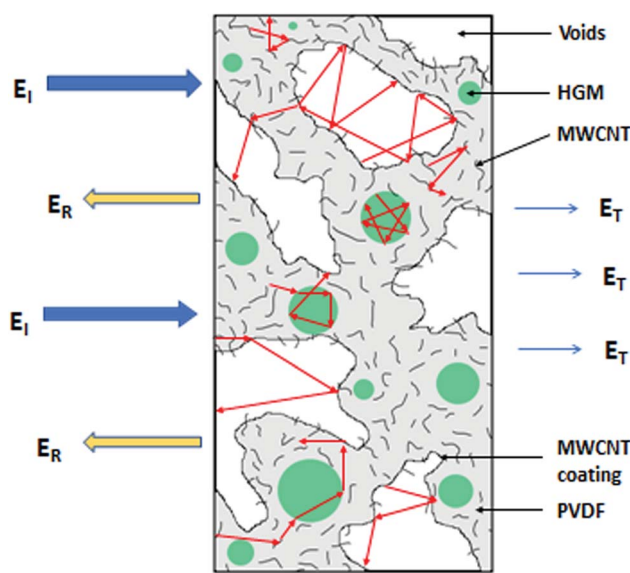 Voids
E_I
HGM
MWCNT
E_R
E_T
E_T
E_I
E_T
E_R
MWCNT
coating
PVDF